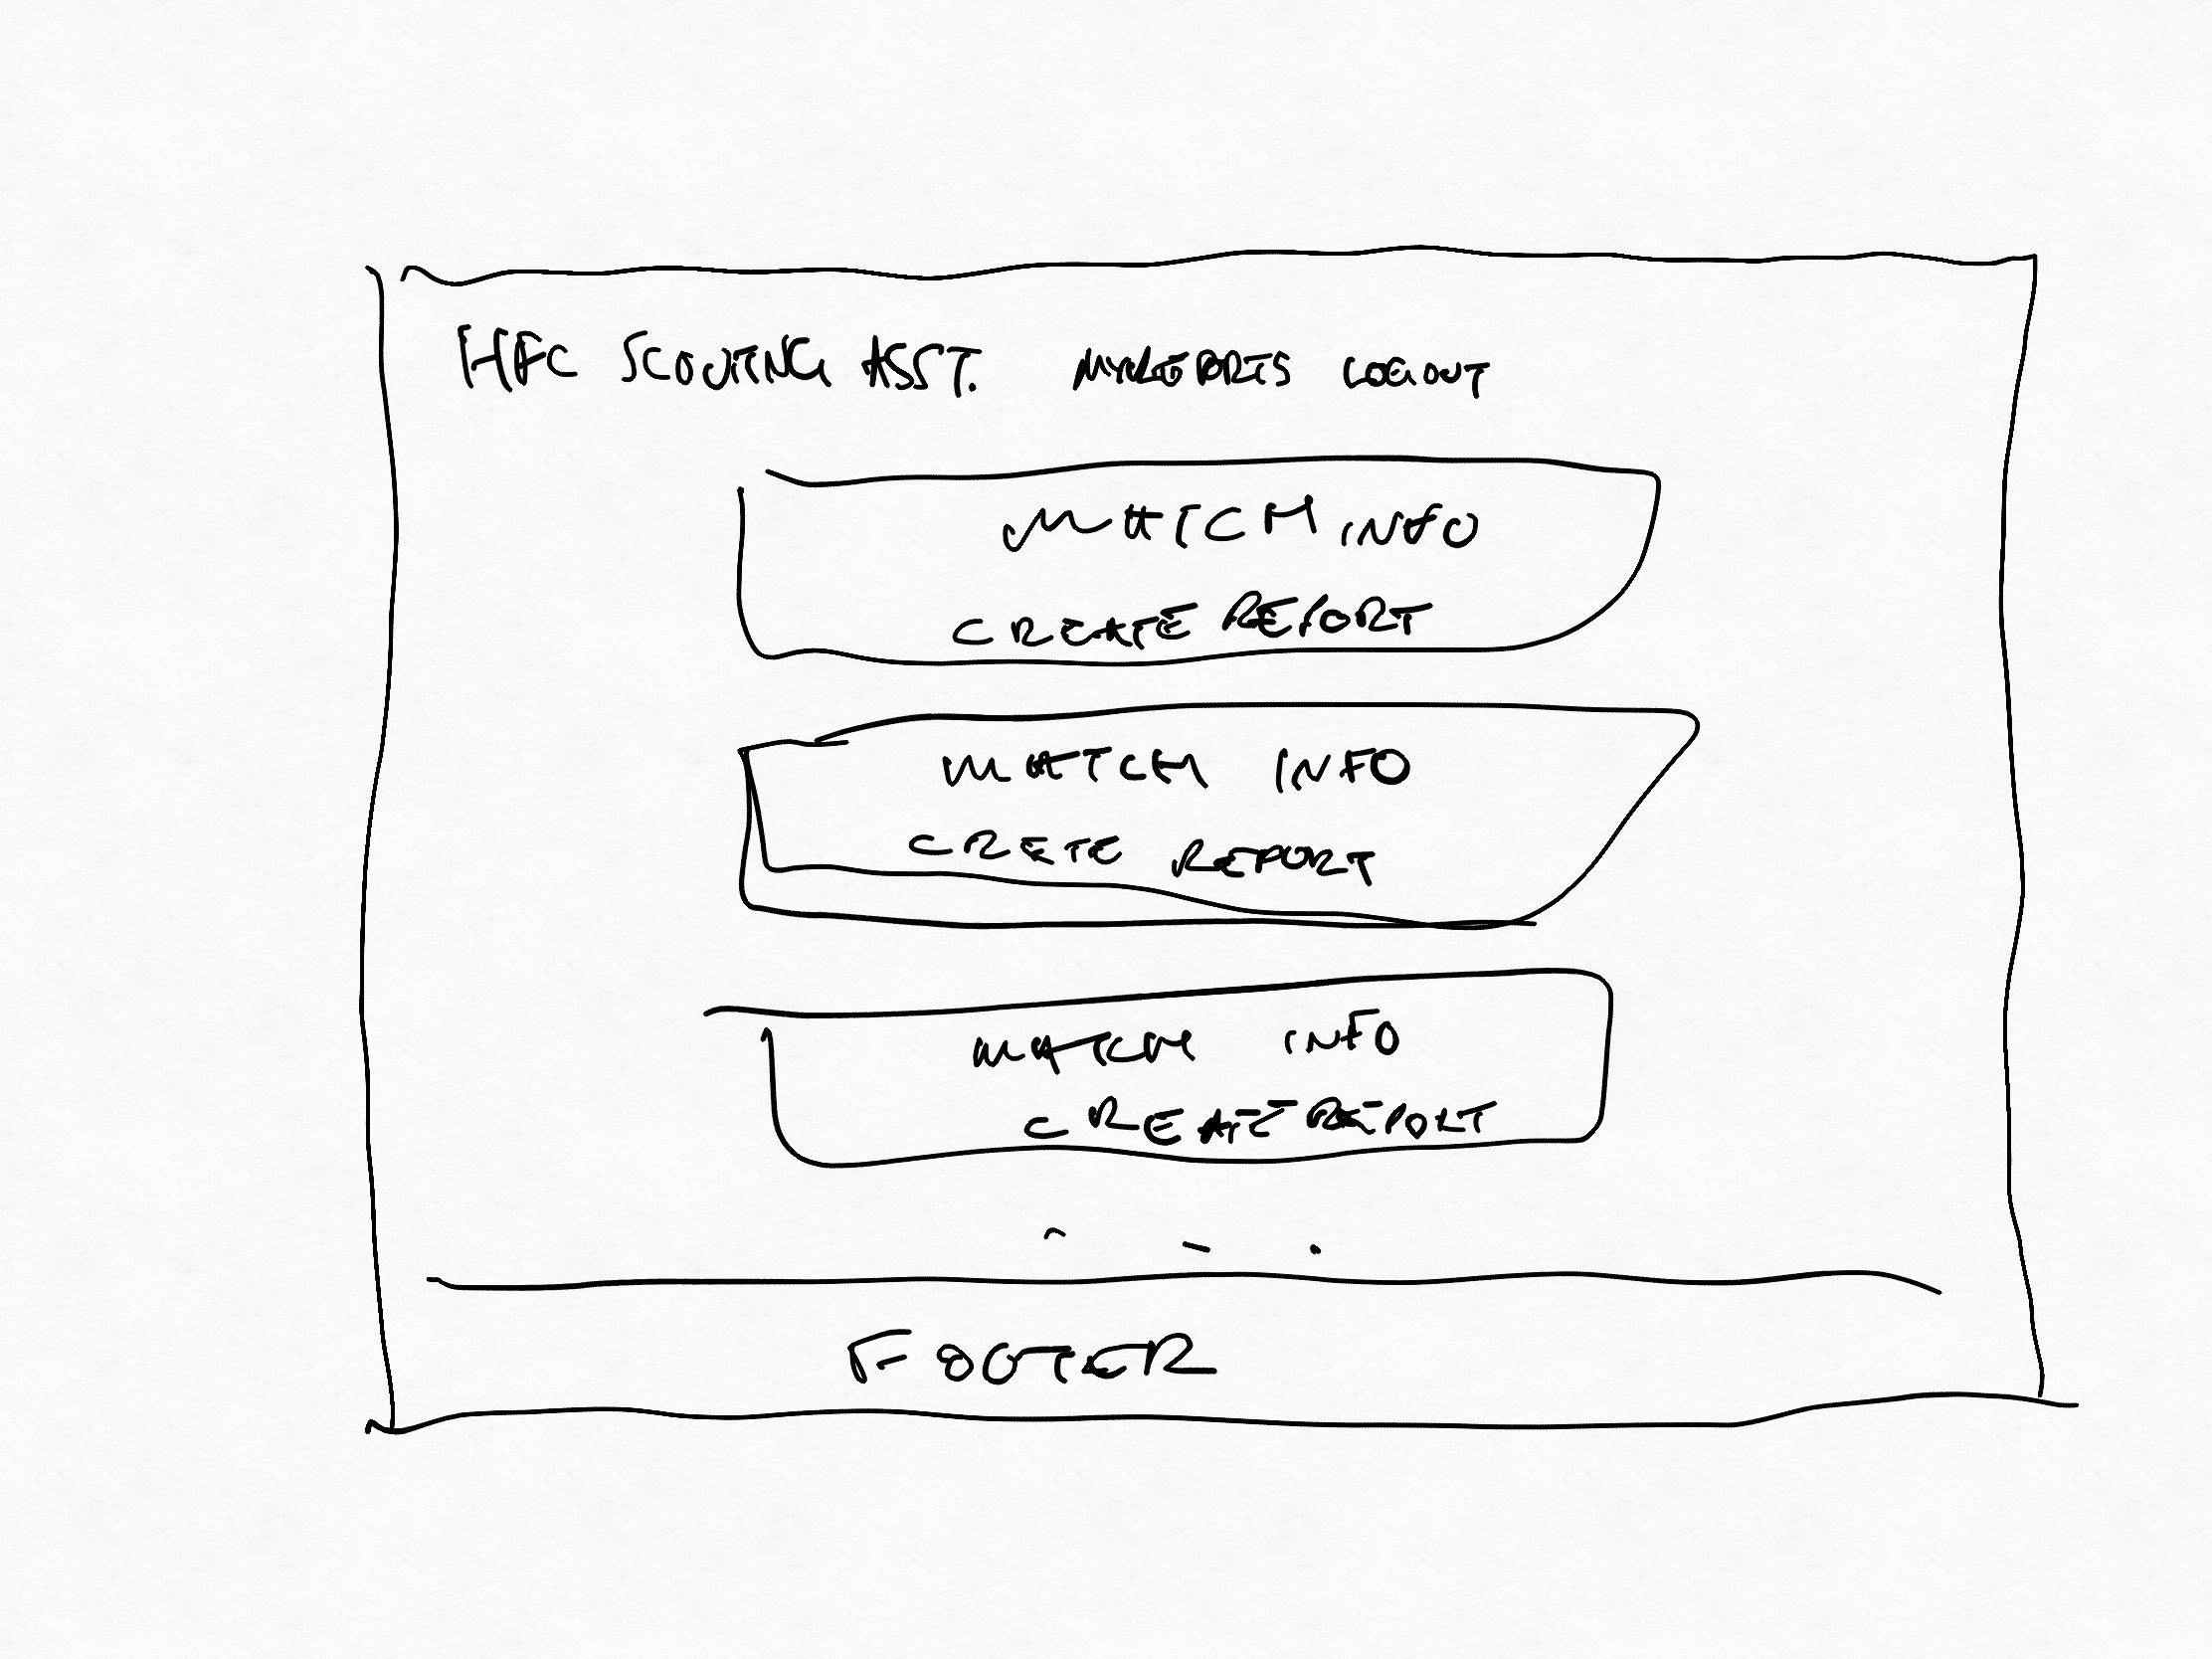 HFC SCOUTING ASST. MYREPORTS LOGOUT
MATCH INFO
CREATE REPORT
MATCH INFO
CRETE REPORT
MATCH INFO
CREATE REPORT
FOOTER